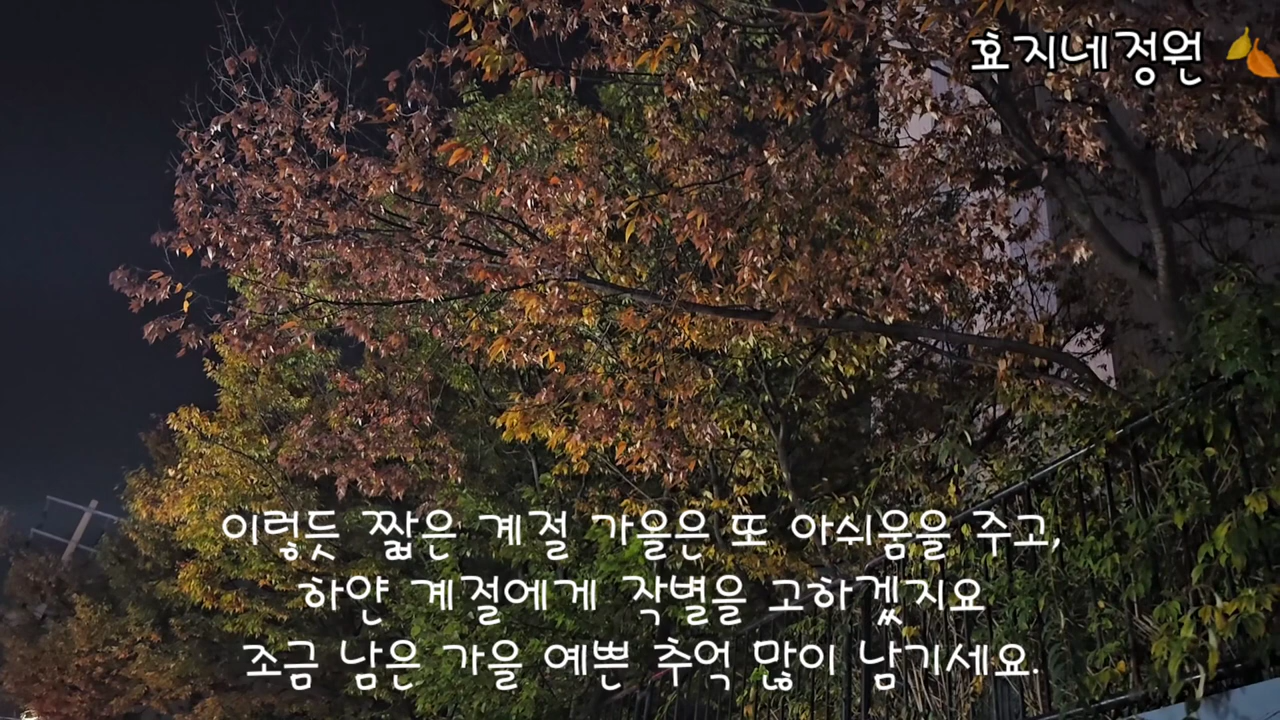 효지네정원
이렇듯 짧은 계절 가을은 또 아쉬움을 주고,
하얀 계절에게 작별을 고하겠지요
조금 남은 가을 예쁜 추억 많이 남기세요.